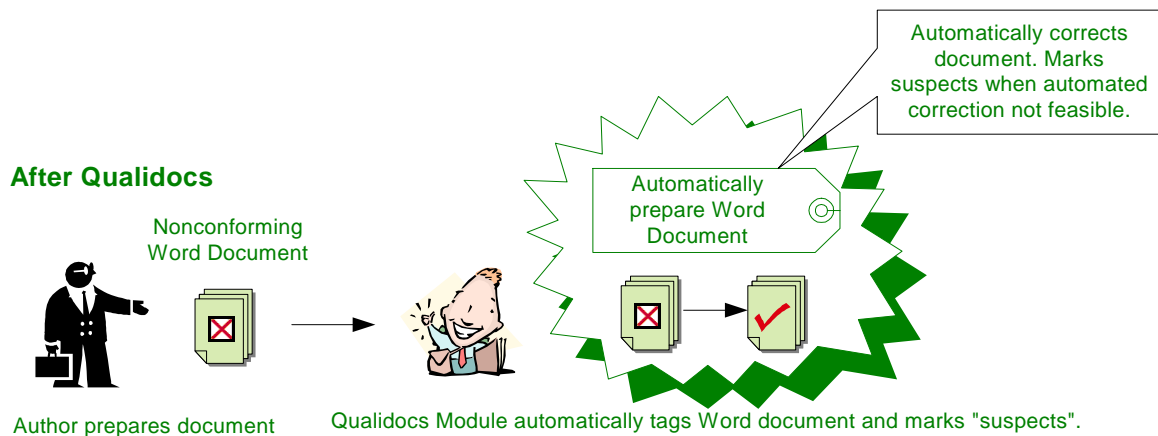 Automatically corrects
document. Marks
suspects when automated
correction not feasible.
After Qualidocs
Automatically
prepare Word
Document
Nonconforming
Word Document
Author prepares document
Qualidocs Module automatically tags Word document and marks "suspects".